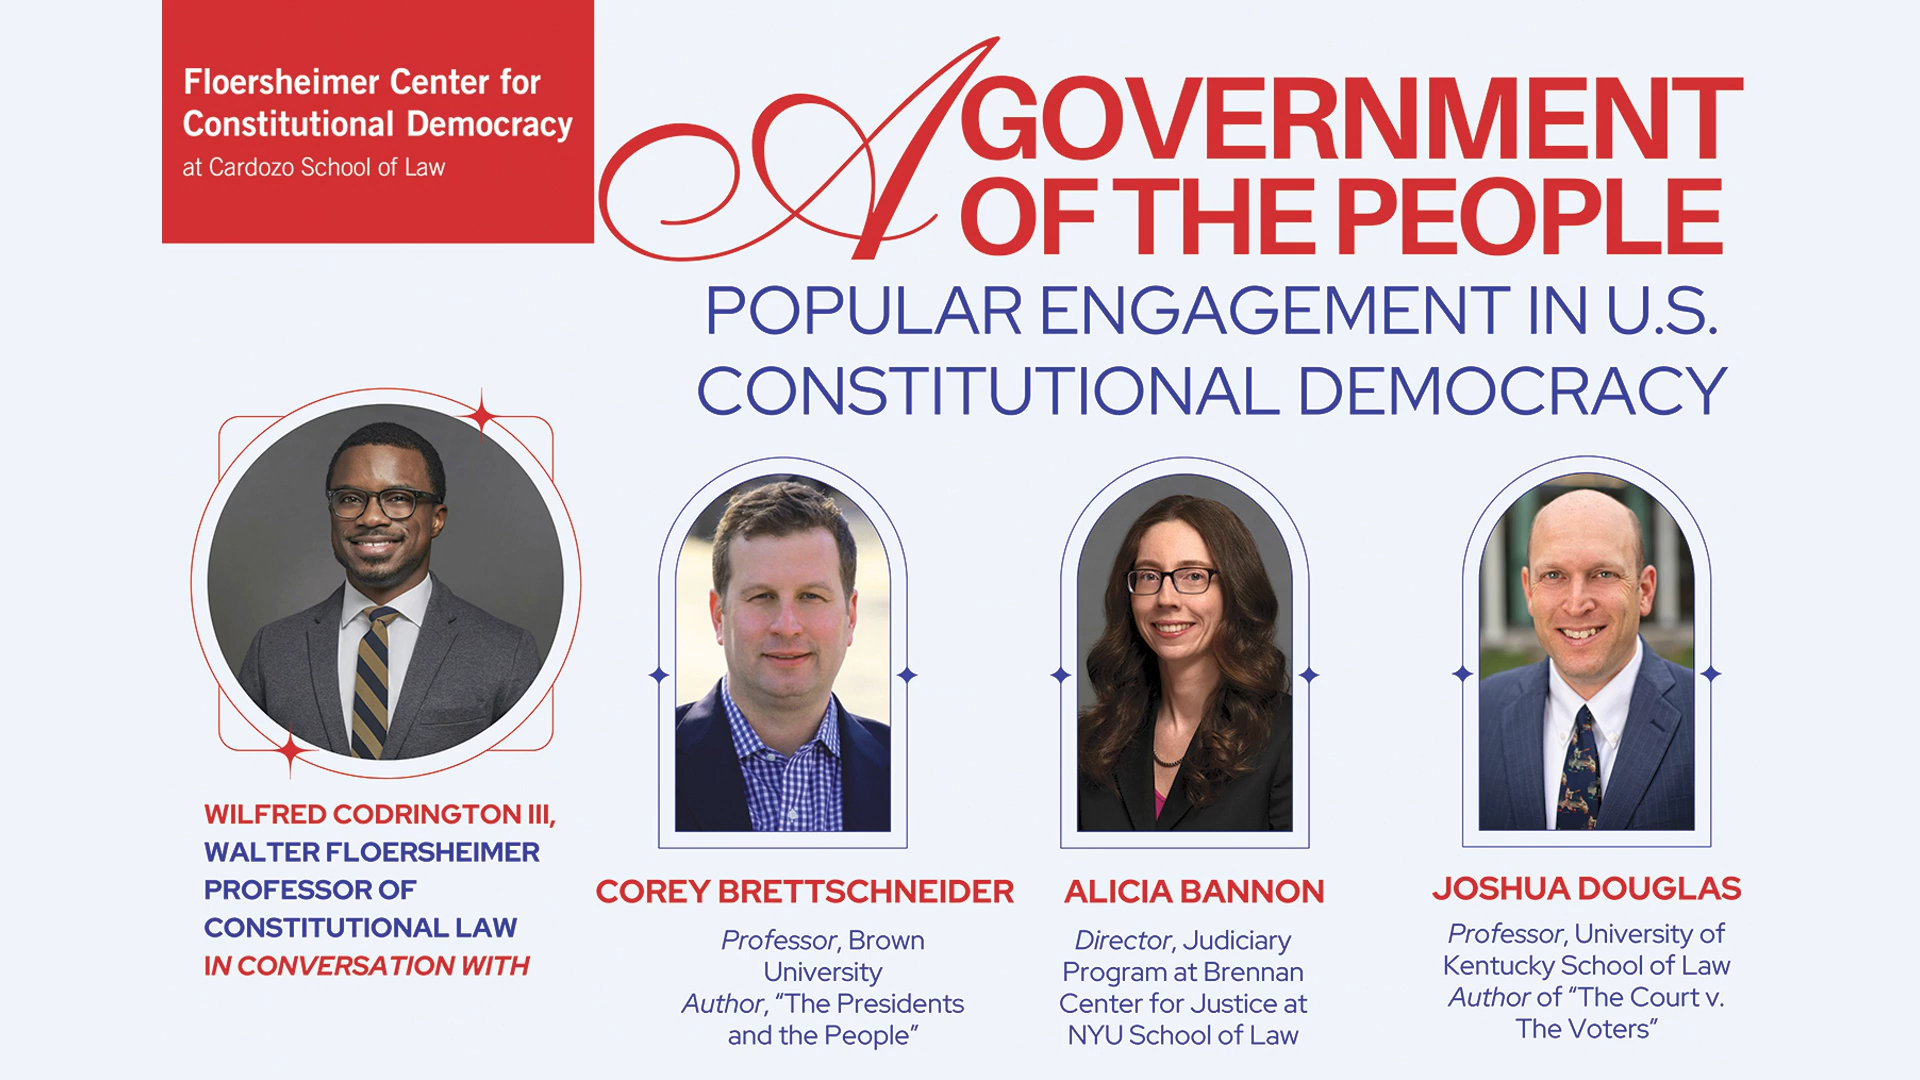 Floersheimer Center for
Constitutional Democracy
at Cardozo School of Law
A GOVERNMENT
OF THE PEOPLE
POPULAR ENGAGEMENT IN U.S.
CONSTITUTIONAL DEMOCRACY
WILFRED CODRINGTON III,
WALTER FLOERSHEIMER
PROFESSOR OF
CONSTITUTIONAL LAW
IN CONVERSATION WITH
COREY BRETTSCHNEIDER
Professor, Brown
University
Author, "The Presidents
and the People"
ALICIA BANNON
Director, Judiciary
Program at Brennan
Center for Justice at
NYU School of Law
JOSHUA DOUGLAS
Professor, University of
Kentucky School of Law
Author of "The Court v.
The Voters"